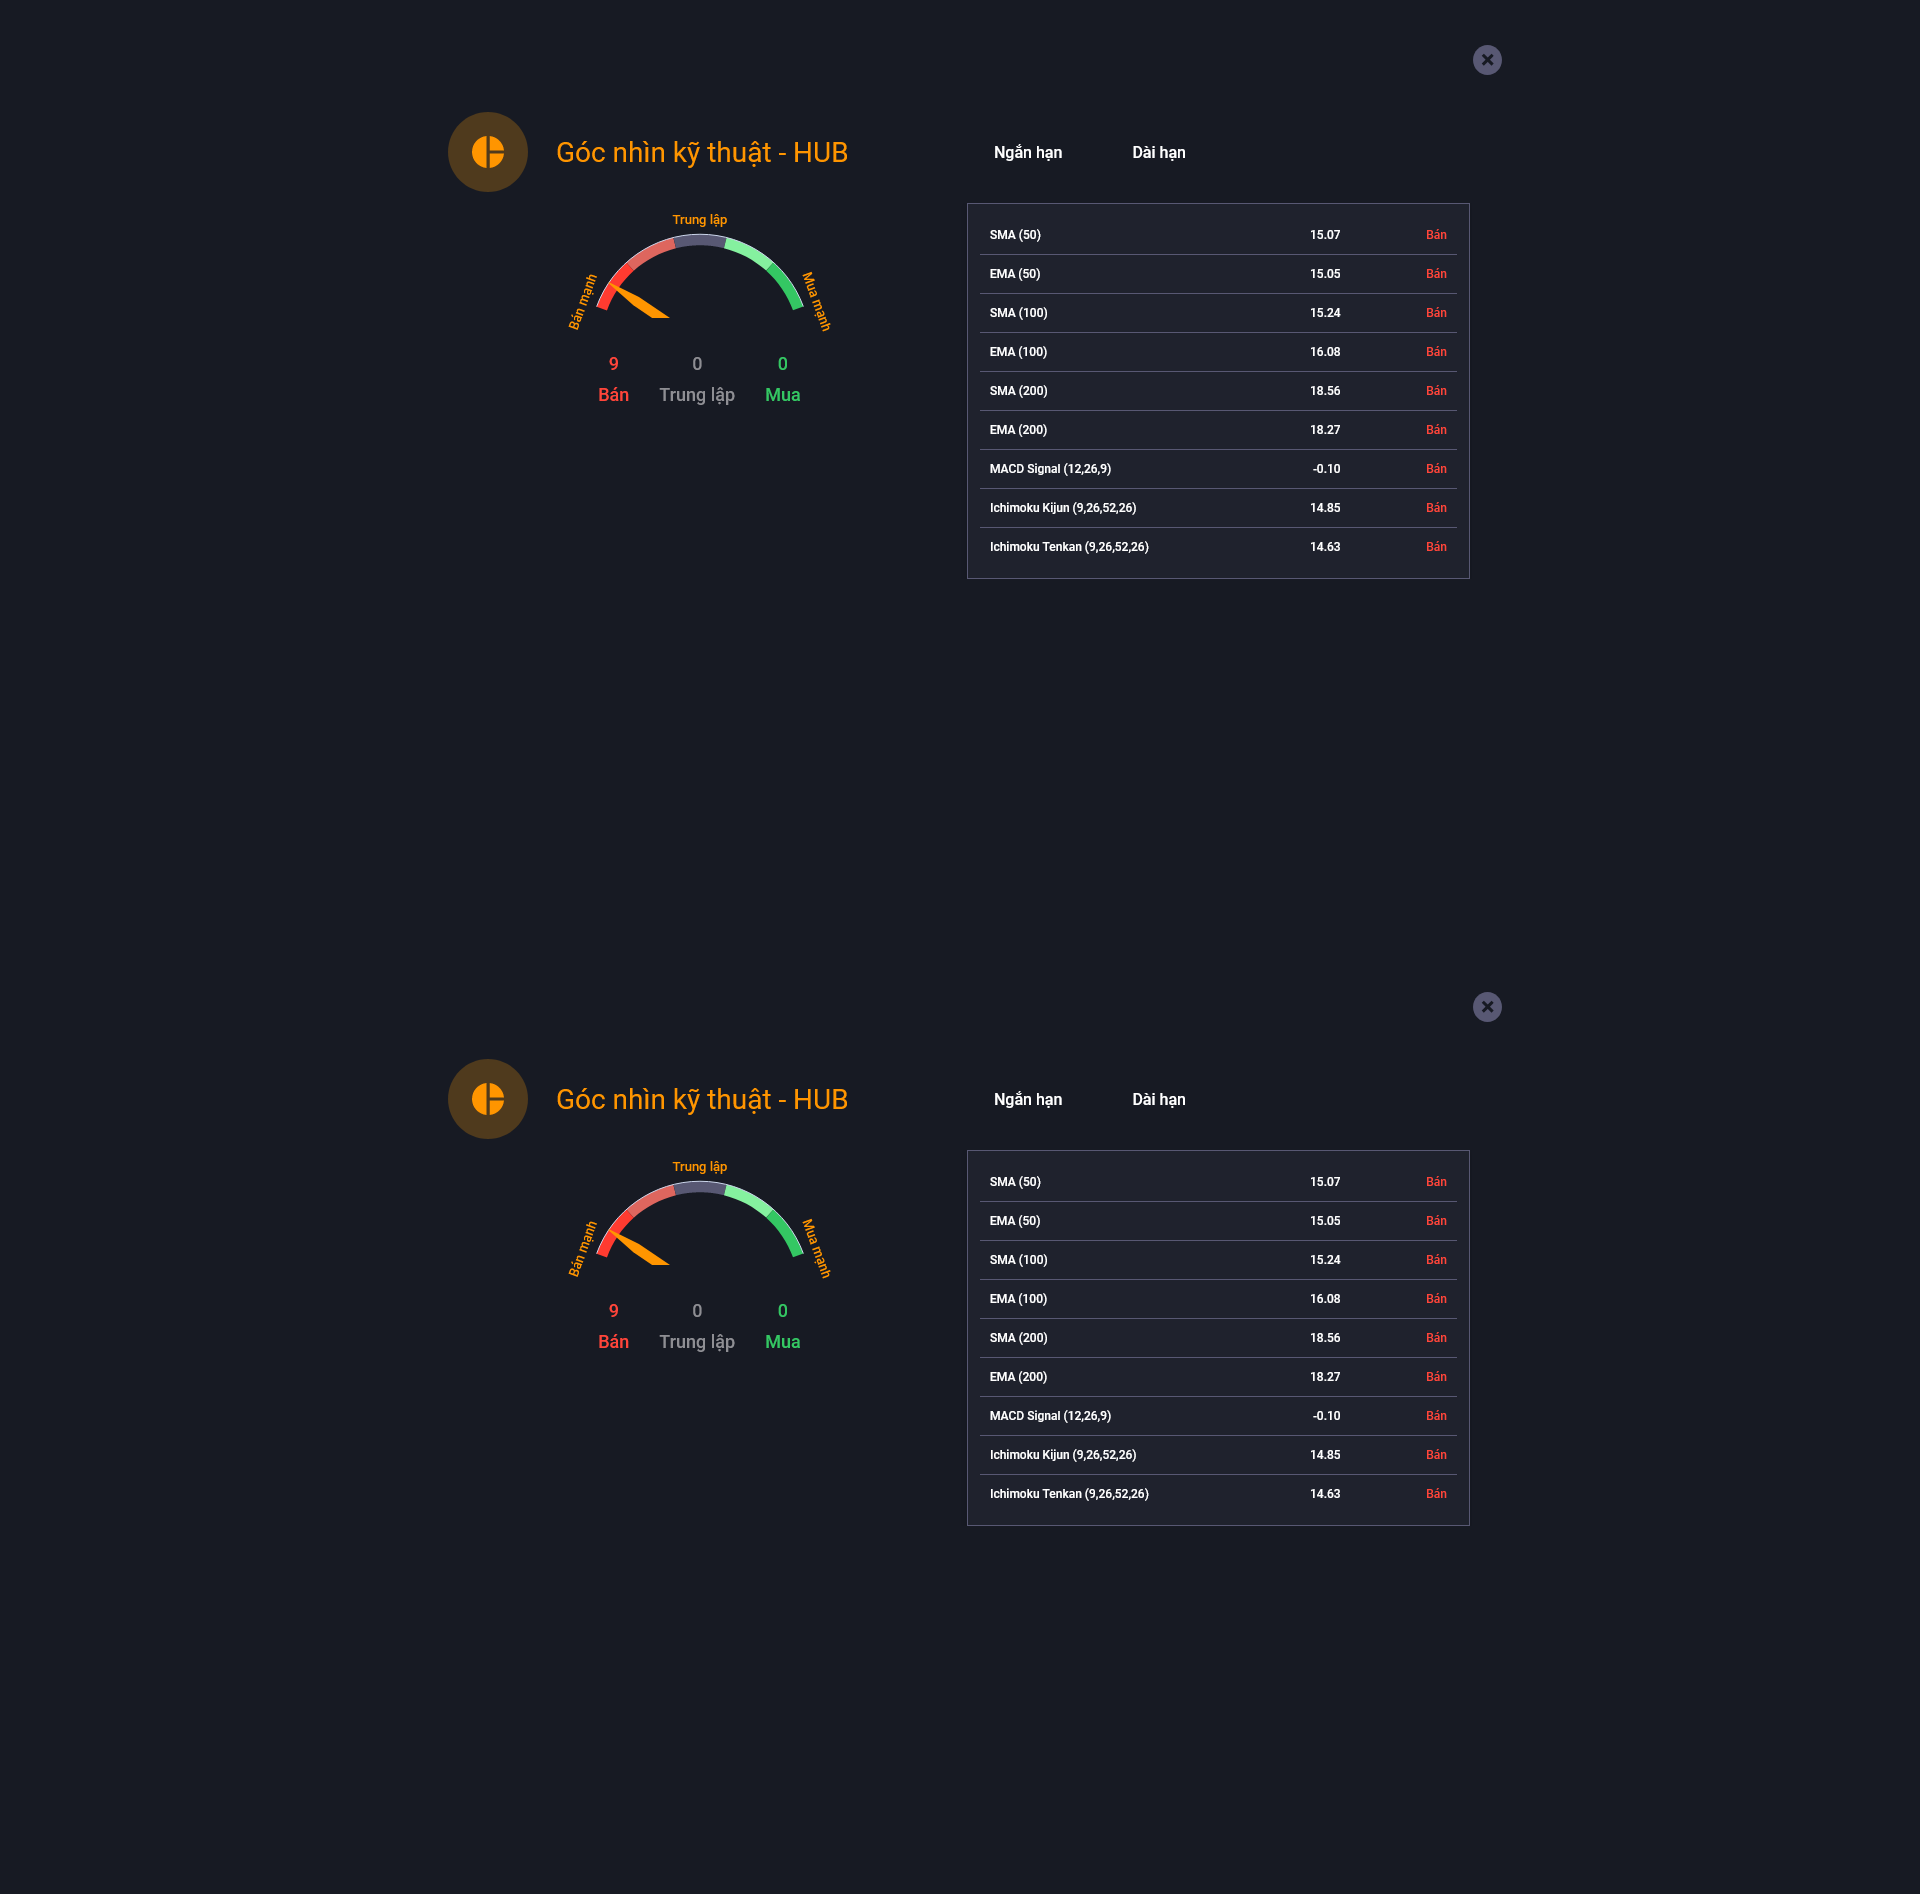 Góc nhìn kỹ thuật - HUB
Ngắn hạn Dài hạn
Trung lập
Bán mạnh
Mua mạnh
9 0 0
Bán Trung lập Mua
SMA (50) 15.07 Bán
EMA (50) 15.05 Bán
SMA (100) 15.24 Bán
EMA (100) 16.08 Bán
SMA (200) 18.56 Bán
EMA (200) 18.27 Bán
MACD Signal (12,26,9) -0.10 Bán
Ichimoku Kijun (9,26,52,26) 14.85 Bán
Ichimoku Tenkan (9,26,52,26) 14.63 Bán
Góc nhìn kỹ thuật - HUB
Ngắn hạn Dài hạn
Trung lập
Bán mạnh
Mua mạnh
9 0 0
Bán Trung lập Mua
SMA (50) 15.07 Bán
EMA (50) 15.05 Bán
SMA (100) 15.24 Bán
EMA (100) 16.08 Bán
SMA (200) 18.56 Bán
EMA (200) 18.27 Bán
MACD Signal (12,26,9) -0.10 Bán
Ichimoku Kijun (9,26,52,26) 14.85 Bán
Ichimoku Tenkan (9,26,52,26) 14.63 Bán